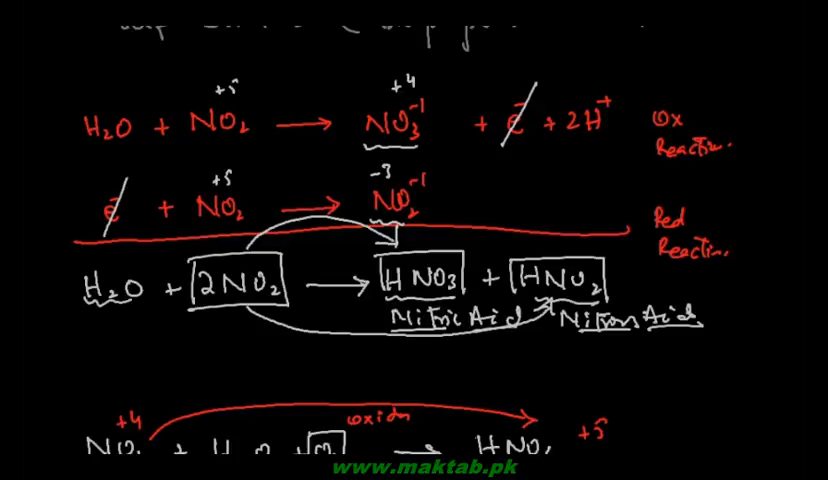 +5 +4
H₂O + NO₂ → NO₃⁻¹ + e⁻ + 2H⁺ Ox
Reaction.
+5 -3
e⁻ + NO₂ → NO₂⁻¹ Red
Reaction.
H₂O + 2NO₂ → HNO₃ + HNO₂
Nitric Acid Nitrous Acid
+4 oxidn +5
www.maktab.pk